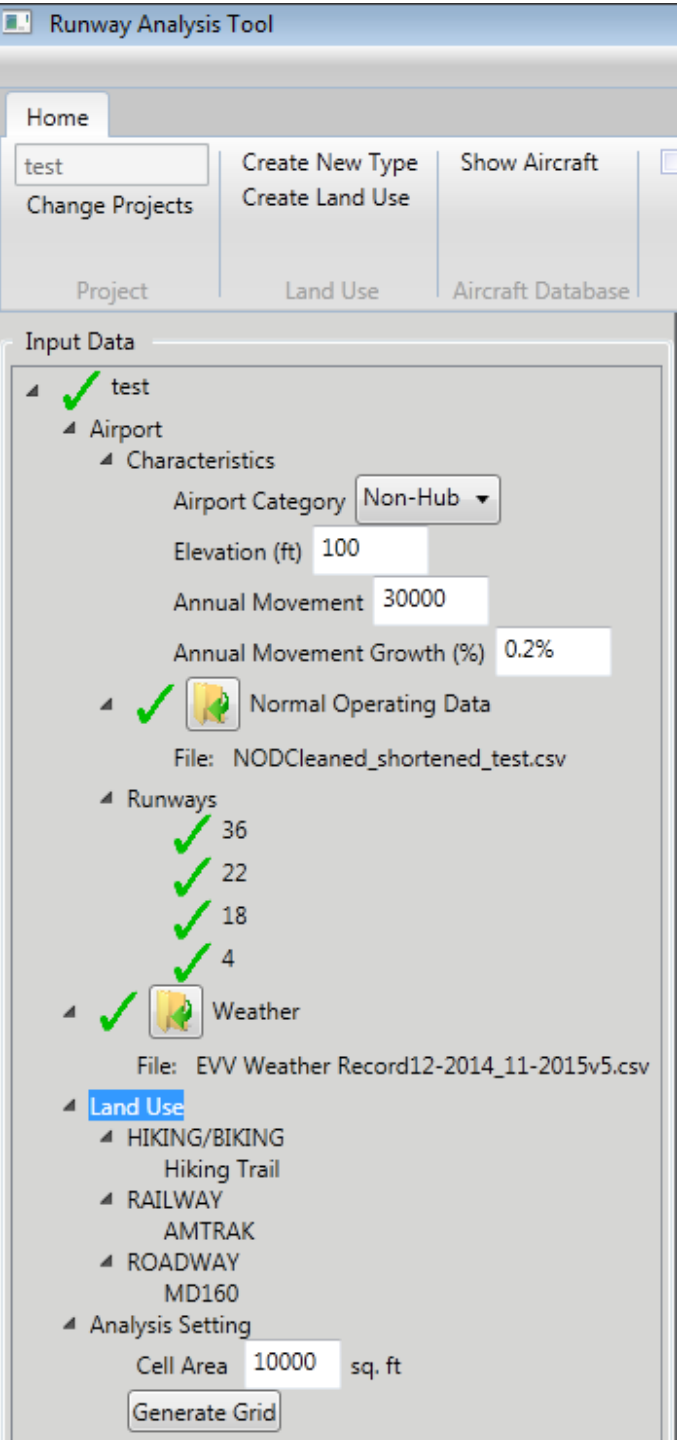 Runway Analysis Tool
Home
test
Change Projects
Project
Create New Type
Create Land Use
Land Use
Show Aircraft
Aircraft Database
Input Data
test
Airport
Characteristics
Airport Category Non-Hub
Elevation (ft) 100
Annual Movement 30000
Annual Movement Growth (%) 0.2%
Normal Operating Data
File: NODCleaned_shortened_test.csv
Runways
36
22
18
4
Weather
File: EVV Weather Record12-2014_11-2015v5.csv
Land Use
HIKING/BIKING
Hiking Trail
RAILWAY
AMTRAK
ROADWAY
MD160
Analysis Setting
Cell Area 10000 sq. ft
Generate Grid